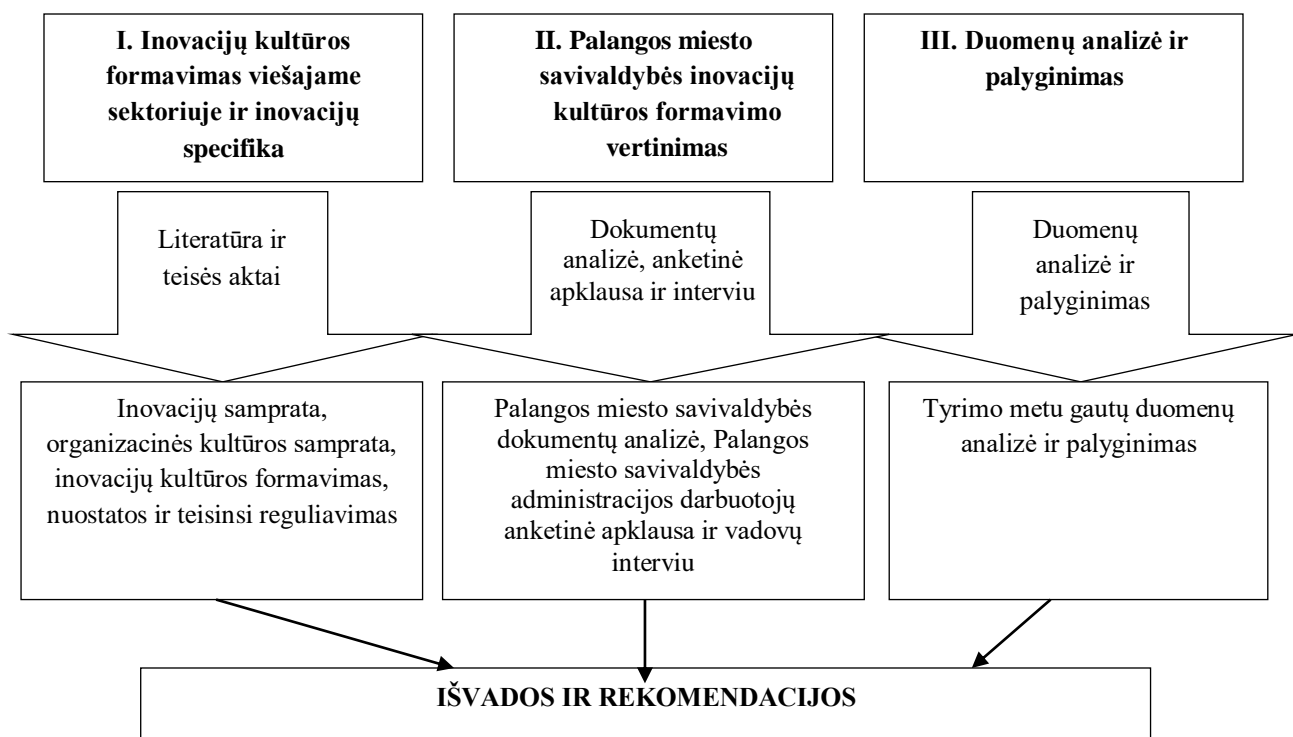 I. Inovacijų kultūros
formavimas viešajame
sektoriuje ir inovacijų
specifika
II. Palangos miesto
savivaldybės inovacijų
kultūros formavimo
vertinimas
III. Duomenų analizė ir
palyginimas
Literatūra ir
teisės aktai
Dokumentų
analizė, anketinė
apklausa ir interviu
Duomenų
analizė ir
palyginimas
Inovacijų samprata,
organizacinės kultūros samprata,
inovacijų kultūros formavimas,
nuostatos ir teisinsi reguliavimas
Palangos miesto savivaldybės
dokumentų analizė, Palangos
miesto savivaldybės
administracijos darbuotojų
anketinė apklausa ir vadovų
interviu
Tyrimo metu gautų duomenų
analizė ir palyginimas
IŠVADOS IR REKOMENDACIJOS